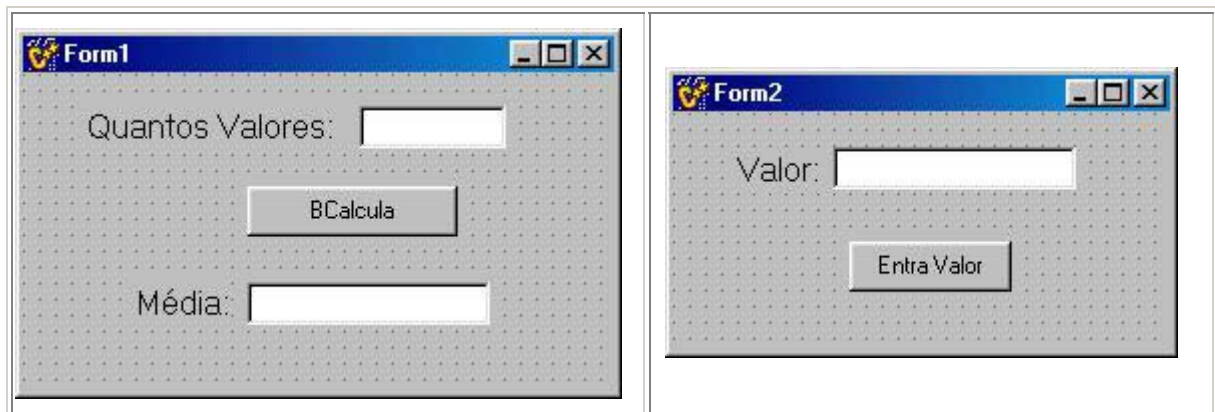 Form1
Quantos Valores:
BCalcula
Média:
Form2
Valor:
Entra Valor